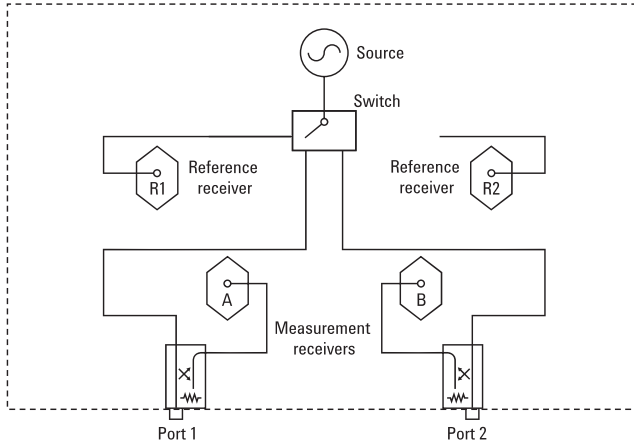 Source
Switch
Reference
receiver
R1
Reference
receiver
R2
A
B
Measurement
receivers
Port 1
Port 2